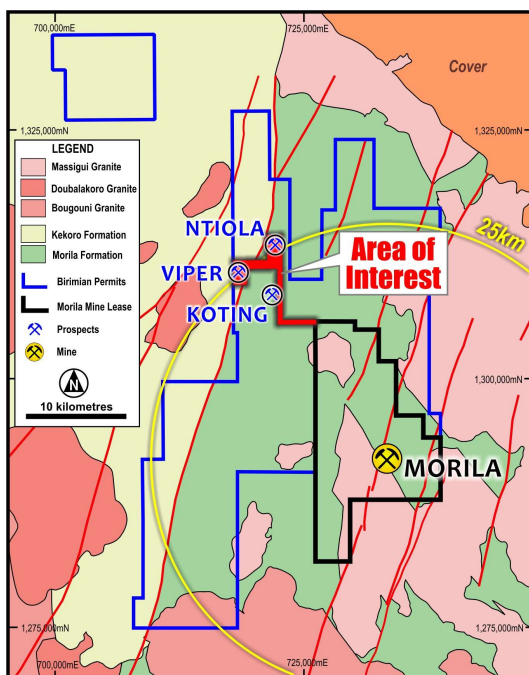 700,000mE
725,000mE
Cover
1,325,000mN
1,325,000mN
LEGEND
Massigui Granite
Doubalakoro Granite
Bougouni Granite
Kekoro Formation
Morila Formation
Birimian Permits
Morila Mine Lease
Prospects
Mine
N
10 kilometres
NTIOLA
VIPER
KOTING
Area of
Interest
25km
1,300,000mN
MORILA
1,275,000mN
1,275,000mN
700,000mE
725,000mE